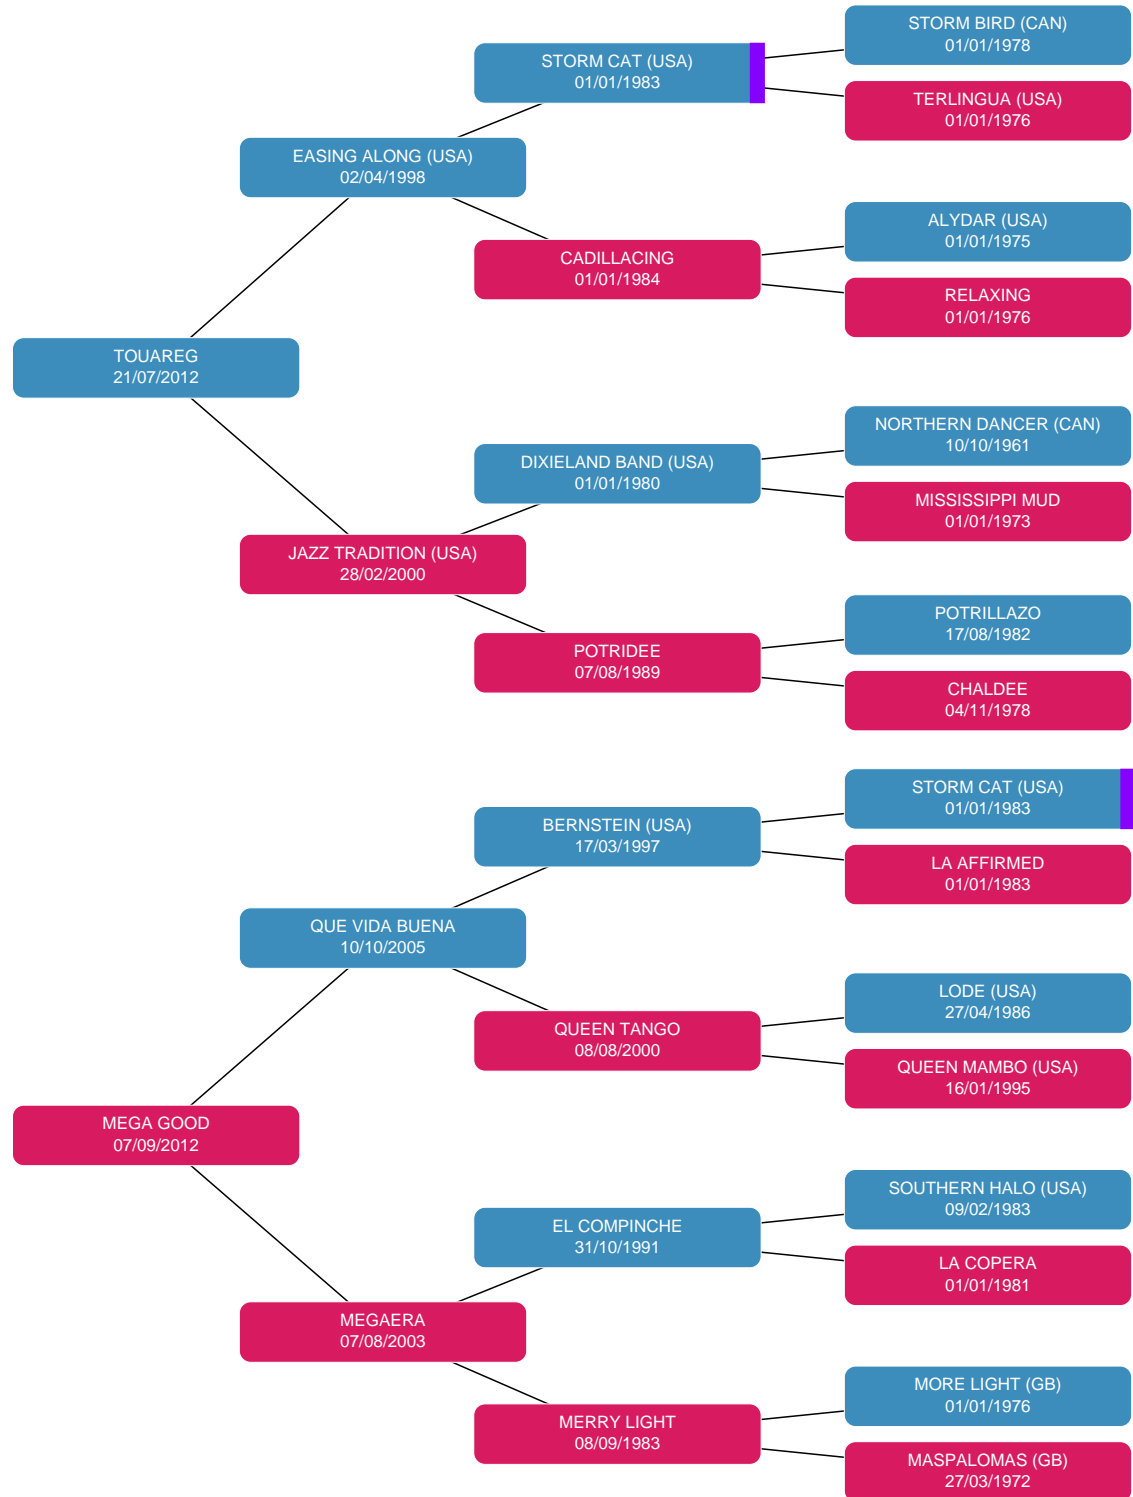 STORM BIRD (CAN)
01/01/1978
STORM CAT (USA)
01/01/1983
TERLINGUA (USA)
01/01/1976
EASING ALONG (USA)
02/04/1998
ALYDAR (USA)
01/01/1975
CADILLACING
01/01/1984
RELAXING
01/01/1976
TOUAREG
21/07/2012
NORTHERN DANCER (CAN)
10/10/1961
DIXIELAND BAND (USA)
01/01/1980
MISSISSIPPI MUD
01/01/1973
JAZZ TRADITION (USA)
28/02/2000
POTRILLAZO
17/08/1982
POTRIDEE
07/08/1989
CHALDEE
04/11/1978
STORM CAT (USA)
01/01/1983
BERNSTEIN (USA)
17/03/1997
LA AFFIRMED
01/01/1983
QUE VIDA BUENA
10/10/2005
LODE (USA)
27/04/1986
QUEEN TANGO
08/08/2000
QUEEN MAMBO (USA)
16/01/1995
MEGA GOOD
07/09/2012
SOUTHERN HALO (USA)
09/02/1983
EL COMPINCHE
31/10/1991
LA COPERA
01/01/1981
MEGAERA
07/08/2003
MORE LIGHT (GB)
01/01/1976
MERRY LIGHT
08/09/1983
MASPALOMAS (GB)
27/03/1972